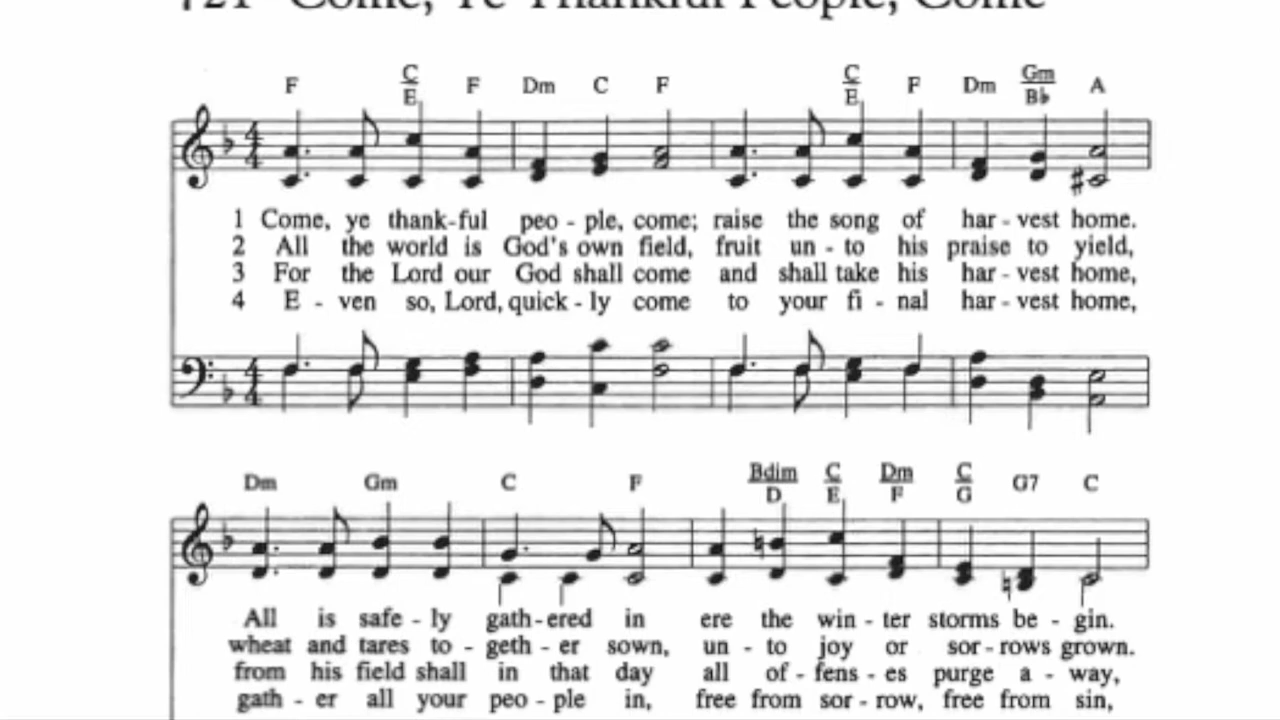 721 Come, Ye Thankful People, Come
F C/E F Dm C F C/E F Dm Gm/B♭ A
1 Come, ye thank-ful peo - ple, come; raise the song of har - vest home.
2 All the world is God's own field, fruit un - to his praise to yield,
3 For the Lord our God shall come and shall take his har - vest home,
4 E - ven so, Lord, quick - ly come to your fi - nal har - vest home,
Dm Gm C F Bdim/D C/E Dm/F C/G G7 C
All is safe - ly gath - ered in ere the win - ter storms be - gin.
wheat and tares to - geth - er sown, un - to joy or sor - rows grown.
from his field shall in that day all of - fens - es purge a - way,
gath - er all your peo - ple in, free from sor - row, free from sin,